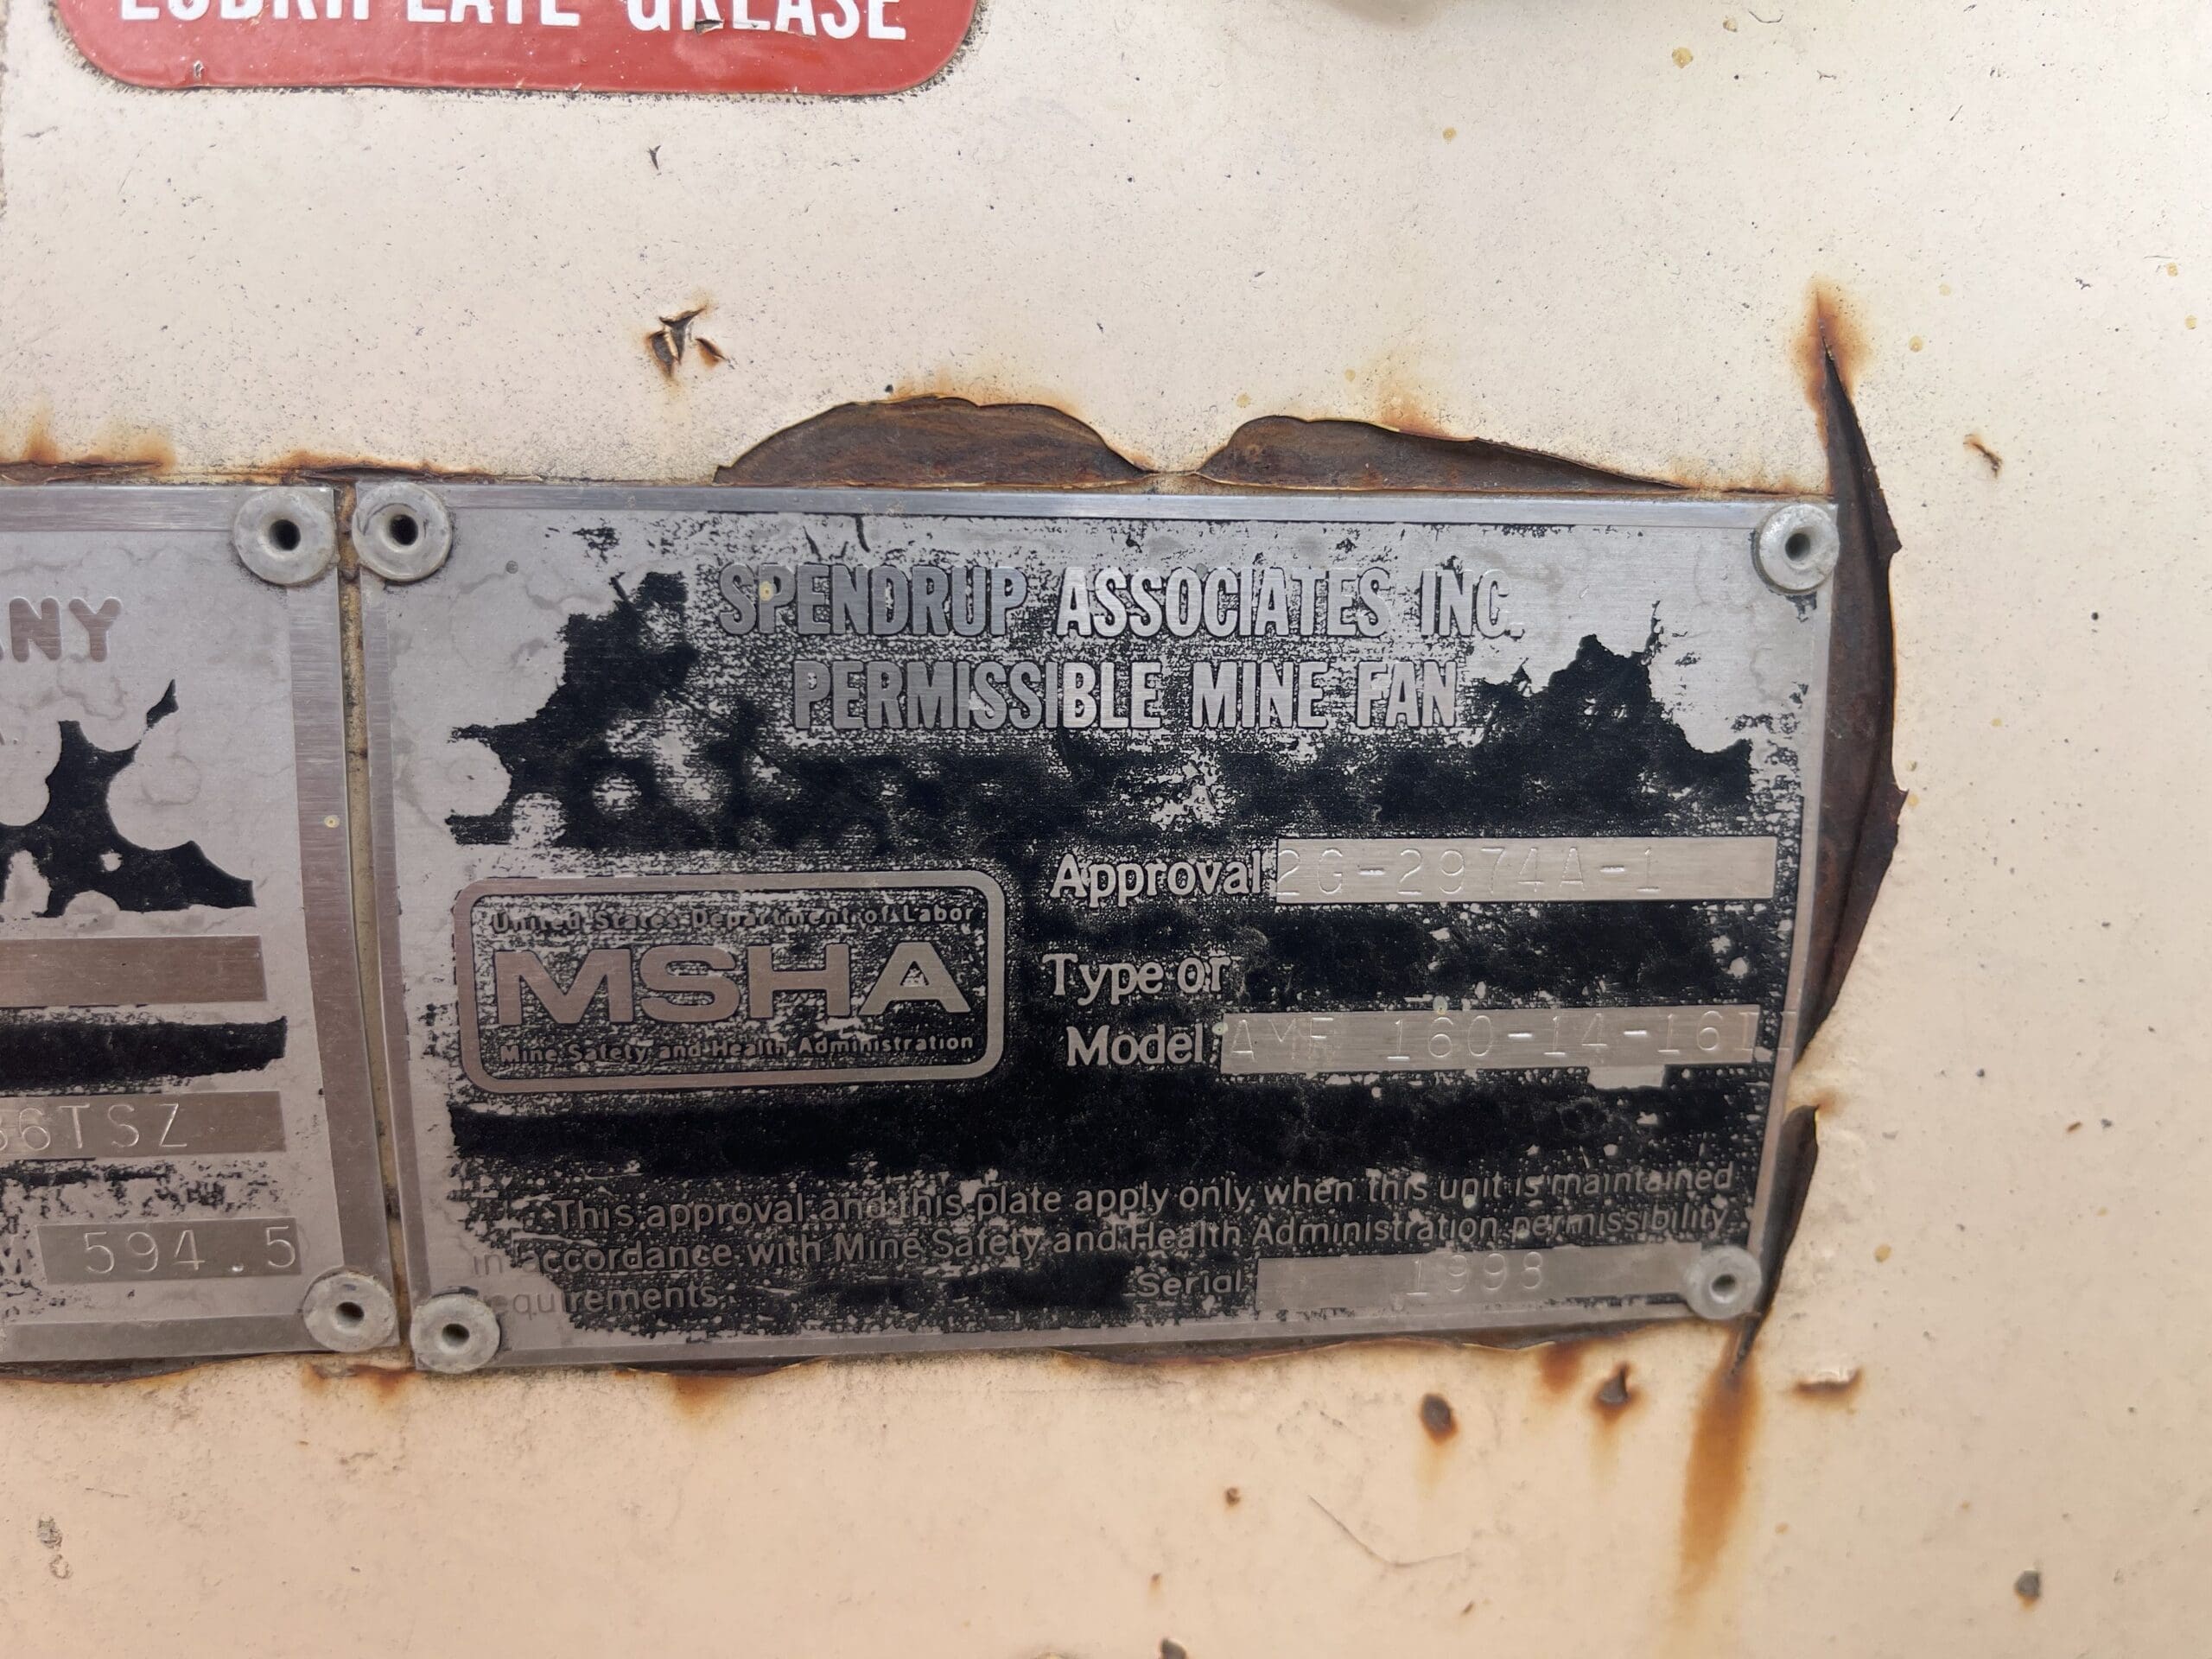 LUBRIPLATE GREASE
SPENDRUP ASSOCIATES INC.
PERMISSIBLE MINE FAN
Approval 2G-2974A-1
United States Department of Labor
MSHA
Mine Safety and Health Administration
Type or
Model AMF 160-14-16II
This approval and this plate apply only when this unit is maintained
in accordance with Mine Safety and Health Administration permissibility
requirements.
Serial 1998
ANY
36TSZ
594.5